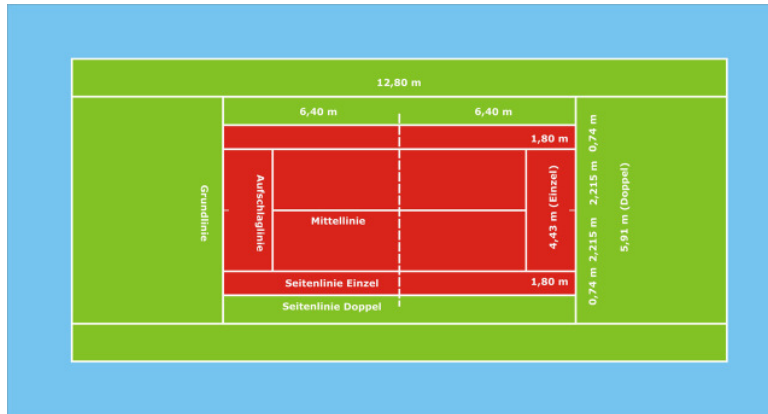 12,80 m
6,40 m
6,40 m
1,80 m
0,74 m
Grundlinie
Aufschlaglinie
Mittellinie
4,43 m (Einzel)
2,215 m
2,215 m
5,91 m (Doppel)
Seitenlinie Einzel
1,80 m
0,74 m
Seitenlinie Doppel